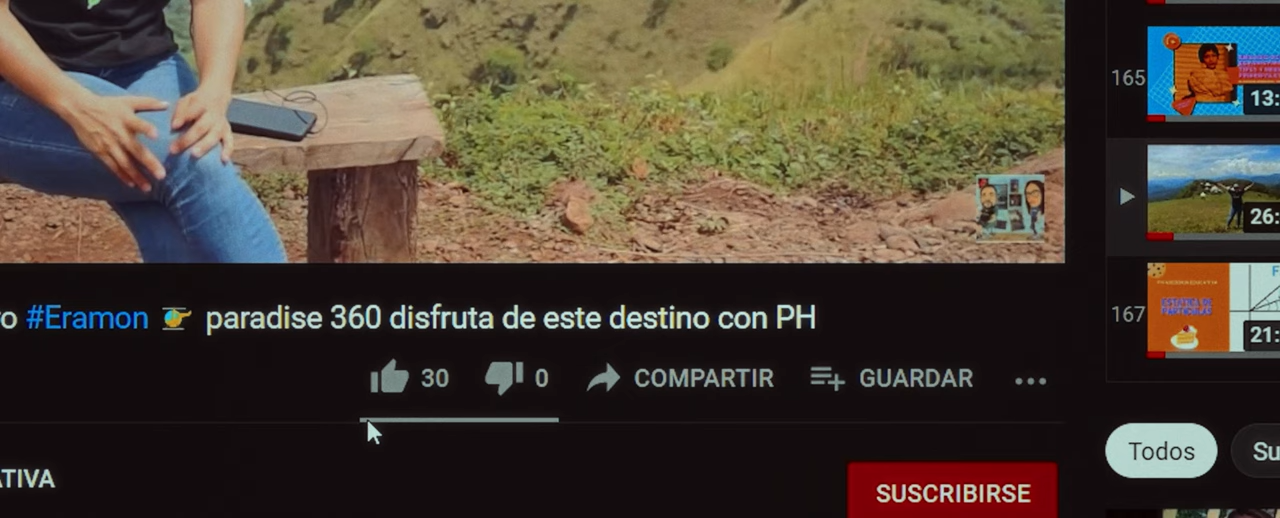 165
13:
26:
167
21:
o #Eramon paradise 360 disfruta de este destino con PH
30 0 COMPARTIR GUARDAR
Todos Su
ATIVA
SUSCRIBIRSE